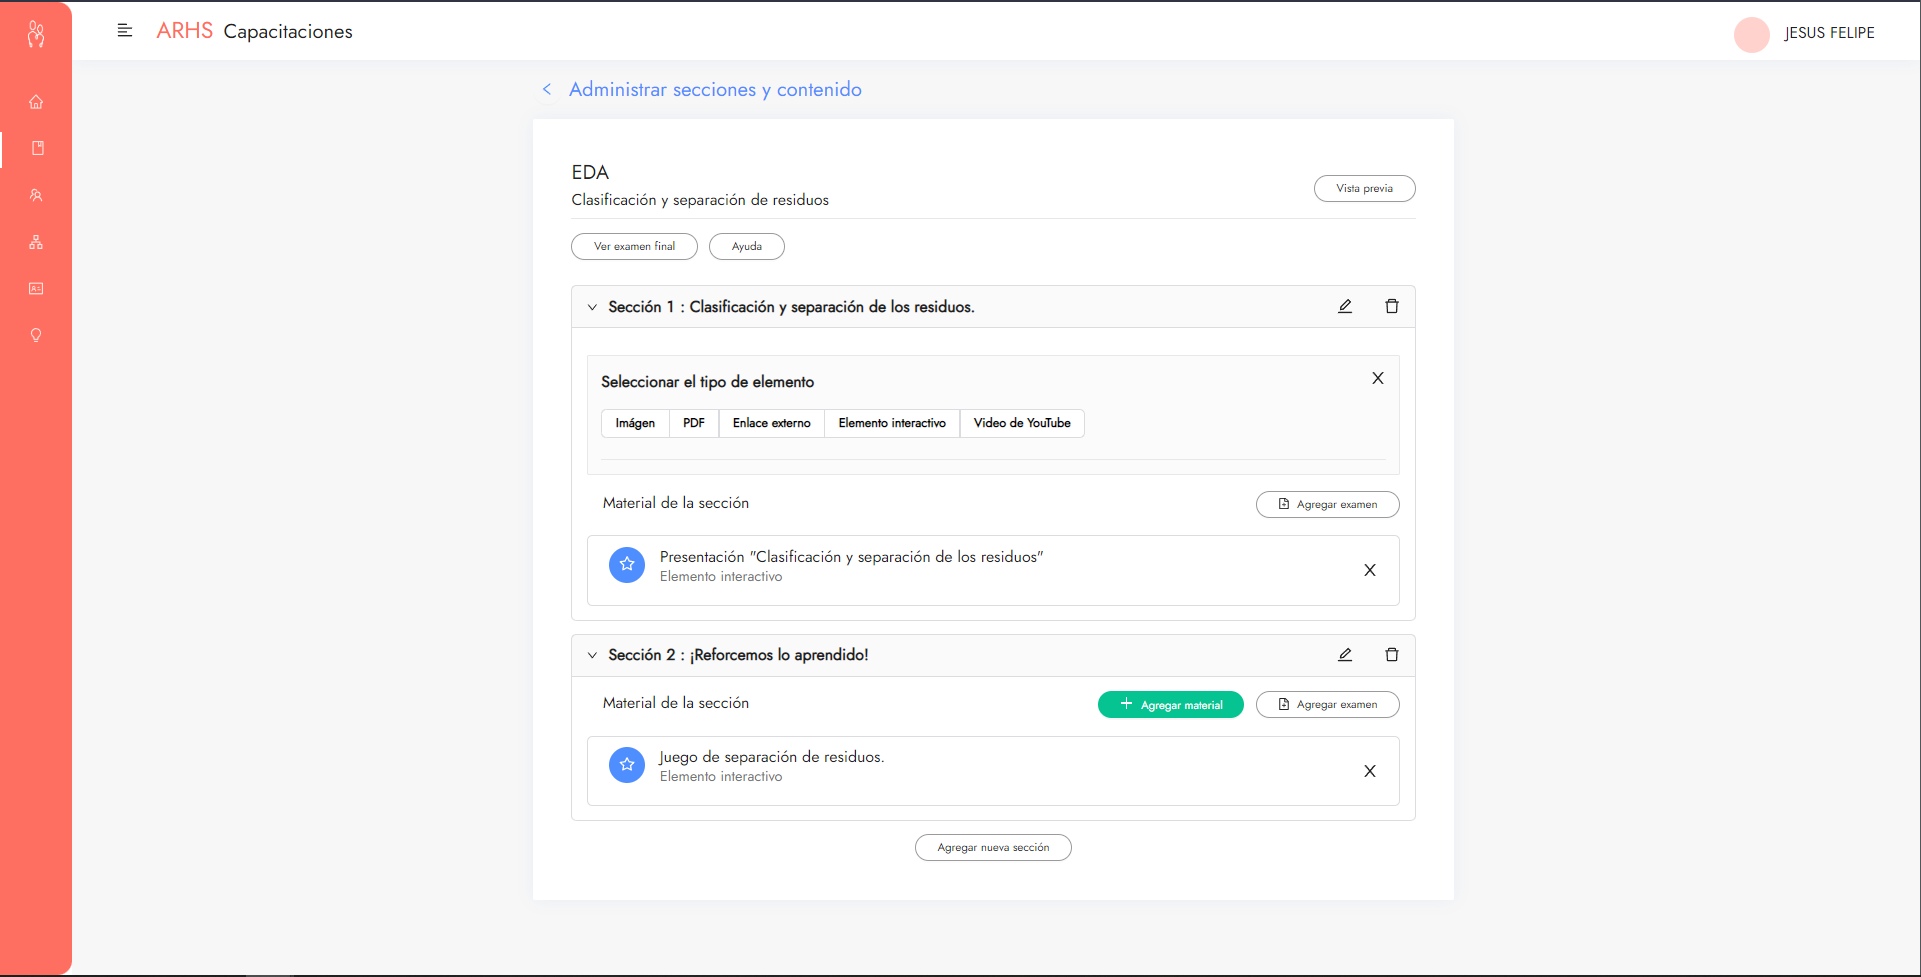 ARHS Capacitaciones
JESUS FELIPE
Administrar secciones y contenido
EDA
Clasificación y separación de residuos
Vista previa
Ver examen final
Ayuda
Sección 1 : Clasificación y separación de los residuos.
Seleccionar el tipo de elemento
X
Imágen
PDF
Enlace externo
Elemento interactivo
Video de YouTube
Material de la sección
Agregar examen
Presentación "Clasificación y separación de los residuos"
Elemento interactivo
X
Sección 2 : ¡Reforcemos lo aprendido!
Material de la sección
+ Agregar material
Agregar examen
Juego de separación de residuos.
Elemento interactivo
X
Agregar nueva sección